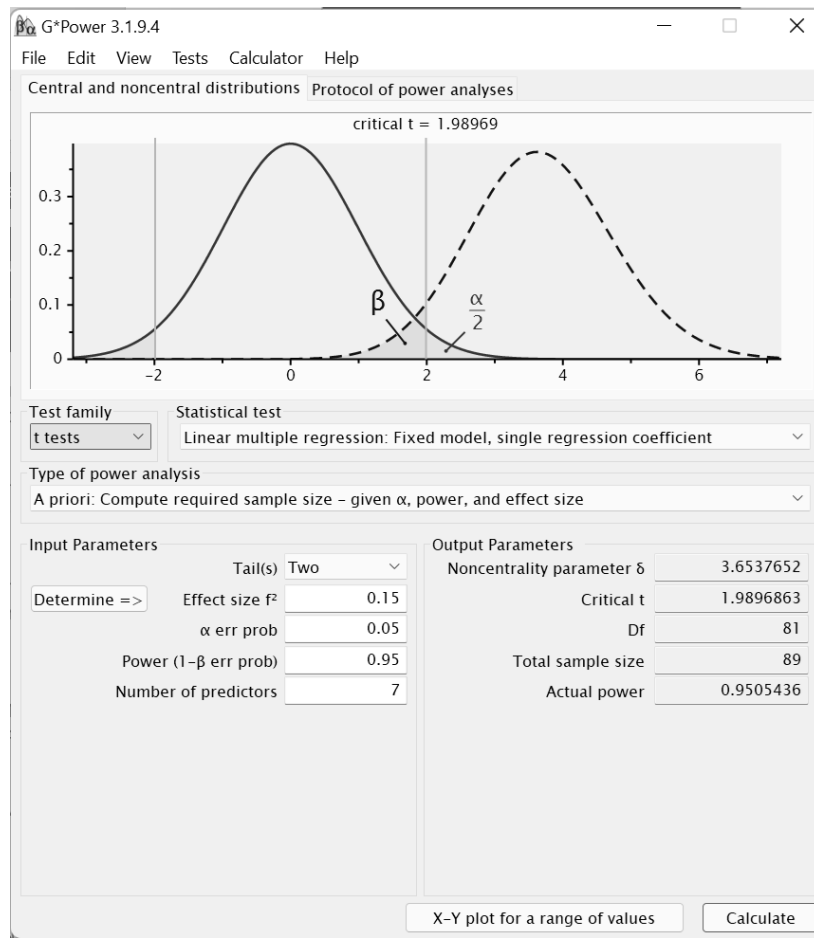 G*Power 3.1.9.4
File Edit View Tests Calculator Help
Central and noncentral distributions Protocol of power analyses
critical t = 1.98969
0.3
0.2
0.1
0
β
α
2
-2 0 2 4 6
Test family Statistical test
t tests Linear multiple regression: Fixed model, single regression coefficient
Type of power analysis
A priori: Compute required sample size – given α, power, and effect size
Input Parameters
Tail(s) Two
Determine => Effect size f² 0.15
α err prob 0.05
Power (1-β err prob) 0.95
Number of predictors 7
Output Parameters
Noncentrality parameter δ 3.6537652
Critical t 1.9896863
Df 81
Total sample size 89
Actual power 0.9505436
X-Y plot for a range of values Calculate